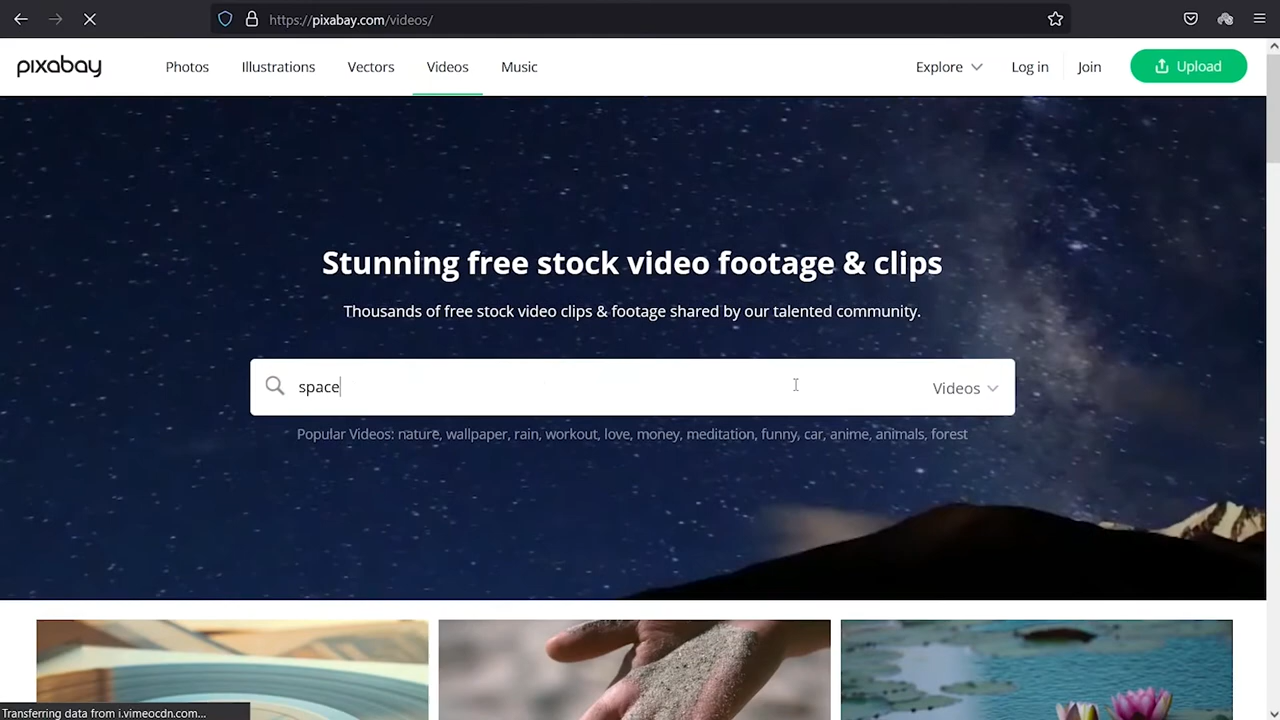 https://pixabay.com/videos/
pixabay
Photos
Illustrations
Vectors
Videos
Music
Explore
Log in
Join
Upload
Stunning free stock video footage & clips
Thousands of free stock video clips & footage shared by our talented community.
space
Videos
Popular Videos: nature, wallpaper, rain, workout, love, money, meditation, funny, car, anime, animals, forest
Transferring data from i.vimeocdn.com...